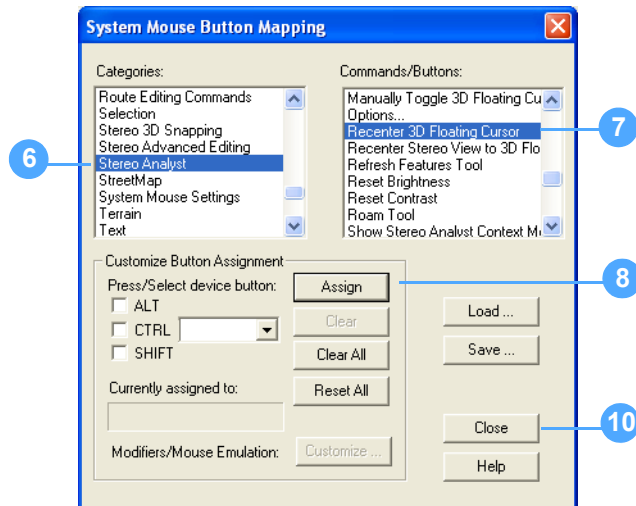 System Mouse Button Mapping
Categories:
Commands/Buttons:
Route Editing Commands
Selection
Stereo 3D Snapping
Stereo Advanced Editing
Stereo Analyst
StreetMap
System Mouse Settings
Terrain
Text
6
Manually Toggle 3D Floating Cu
Options...
Recenter 3D Floating Cursor
Recenter Stereo View to 3D Flo
Refresh Features Tool
Reset Brightness
Reset Contrast
Roam Tool
Show Stereo Analyst Context M
7
Customize Button Assignment
Press/Select device button:
ALT
CTRL
SHIFT
Currently assigned to:
Modifiers/Mouse Emulation:
Assign
Clear
Clear All
Reset All
Customize ...
8
Load ...
Save ...
Close
10
Help